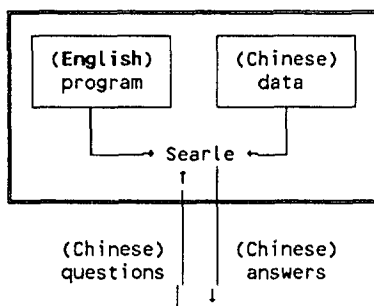 (English)
program
(Chinese)
data
Searle
(Chinese)
questions
(Chinese)
answers